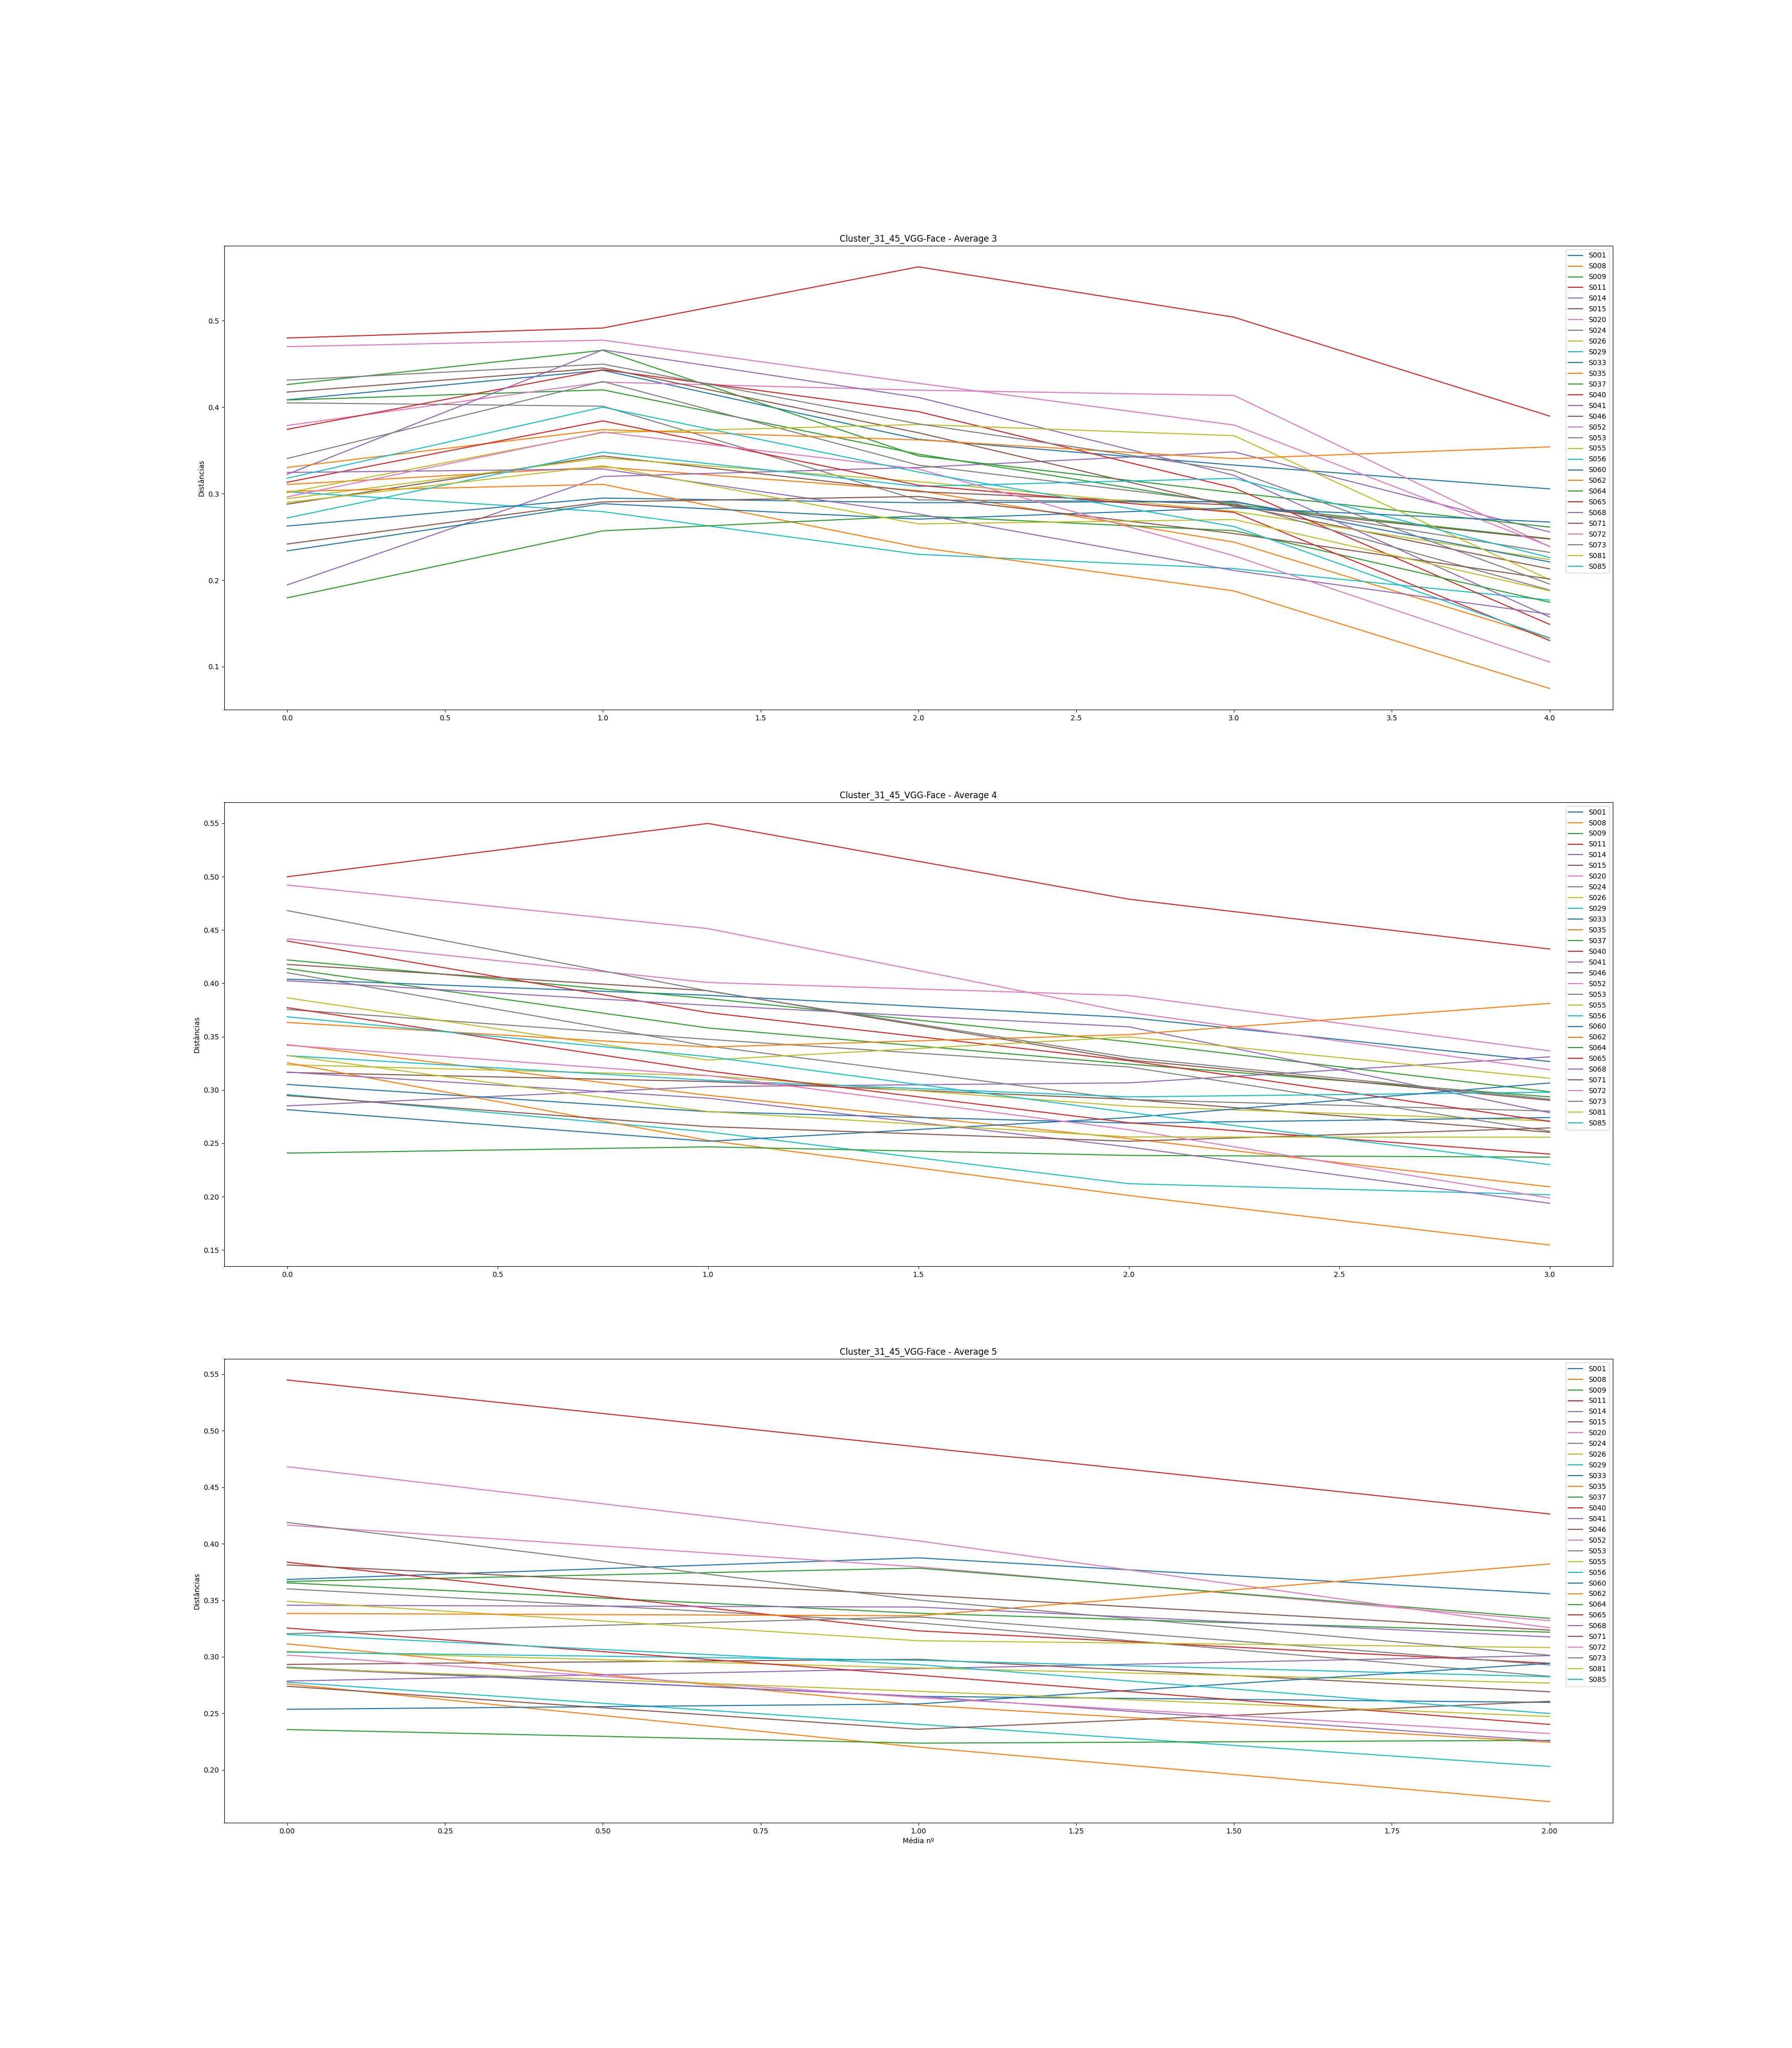 Cluster_31_45_VGG-Face - Average 3
Distâncias
0.5
0.4
0.3
0.2
0.1
0.0 0.5 1.0 1.5 2.0 2.5 3.0 3.5 4.0
S001
S008
S009
S011
S014
S015
S020
S024
S026
S029
S033
S035
S037
S040
S041
S046
S052
S053
S055
S056
S060
S062
S064
S065
S068
S071
S072
S073
S081
S085
Cluster_31_45_VGG-Face - Average 4
Distâncias
0.55
0.50
0.45
0.40
0.35
0.30
0.25
0.20
0.15
0.0 0.5 1.0 1.5 2.0 2.5 3.0
S001
S008
S009
S011
S014
S015
S020
S024
S026
S029
S033
S035
S037
S040
S041
S046
S052
S053
S055
S056
S060
S062
S064
S065
S068
S071
S072
S073
S081
S085
Cluster_31_45_VGG-Face - Average 5
Distâncias
0.55
0.50
0.45
0.40
0.35
0.30
0.25
0.20
0.00 0.25 0.50 0.75 1.00 1.25 1.50 1.75 2.00
Média nº
S001
S008
S009
S011
S014
S015
S020
S024
S026
S029
S033
S035
S037
S040
S041
S046
S052
S053
S055
S056
S060
S062
S064
S065
S068
S071
S072
S073
S081
S085